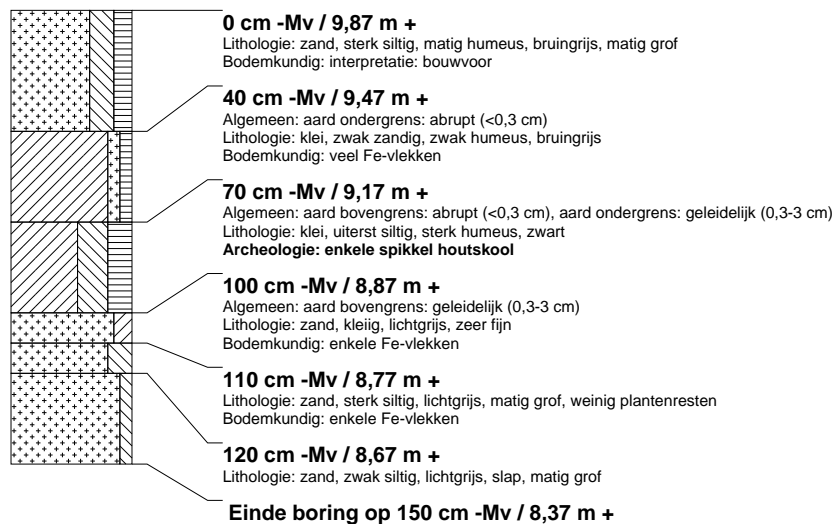 0 cm -Mv / 9,87 m +
Lithologie: zand, sterk siltig, matig humeus, bruingrijs, matig grof
Bodemkundig: interpretatie: bouwvoor
40 cm -Mv / 9,47 m +
Algemeen: aard ondergrens: abrupt (<0,3 cm)
Lithologie: klei, zwak zandig, zwak humeus, bruingrijs
Bodemkundig: veel Fe-vlekken
70 cm -Mv / 9,17 m +
Algemeen: aard bovengrens: abrupt (<0,3 cm), aard ondergrens: geleidelijk (0,3-3 cm)
Lithologie: klei, uiterst siltig, sterk humeus, zwart
Archeologie: enkele spikkel houtskool
100 cm -Mv / 8,87 m +
Algemeen: aard bovengrens: geleidelijk (0,3-3 cm)
Lithologie: zand, kleiig, lichtgrijs, zeer fijn
Bodemkundig: enkele Fe-vlekken
110 cm -Mv / 8,77 m +
Lithologie: zand, sterk siltig, lichtgrijs, matig grof, weinig plantenresten
Bodemkundig: enkele Fe-vlekken
120 cm -Mv / 8,67 m +
Lithologie: zand, zwak siltig, lichtgrijs, slap, matig grof
Einde boring op 150 cm -Mv / 8,37 m +